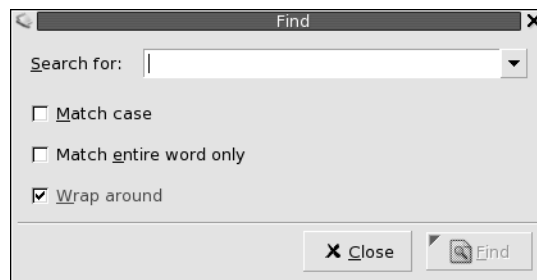 Find
Search for:
Match case
Match entire word only
Wrap around
Close Find